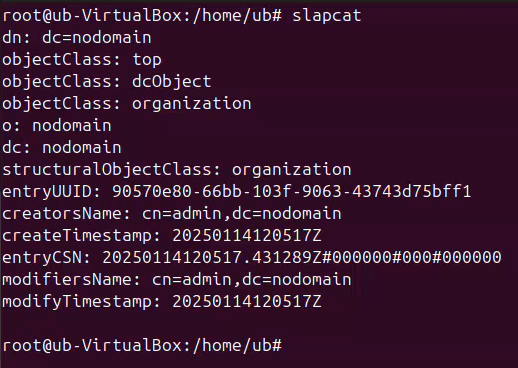 root@ub-VirtualBox:/home/ub# slapcat
dn: dc=nodomain
objectClass: top
objectClass: dcObject
objectClass: organization
o: nodomain
dc: nodomain
structuralObjectClass: organization
entryUUID: 90570e80-66bb-103f-9063-43743d75bff1
creatorsName: cn=admin,dc=nodomain
createTimestamp: 20250114120517Z
entryCSN: 20250114120517.431289Z#000000#000#000000
modifiersName: cn=admin,dc=nodomain
modifyTimestamp: 20250114120517Z
root@ub-VirtualBox:/home/ub#